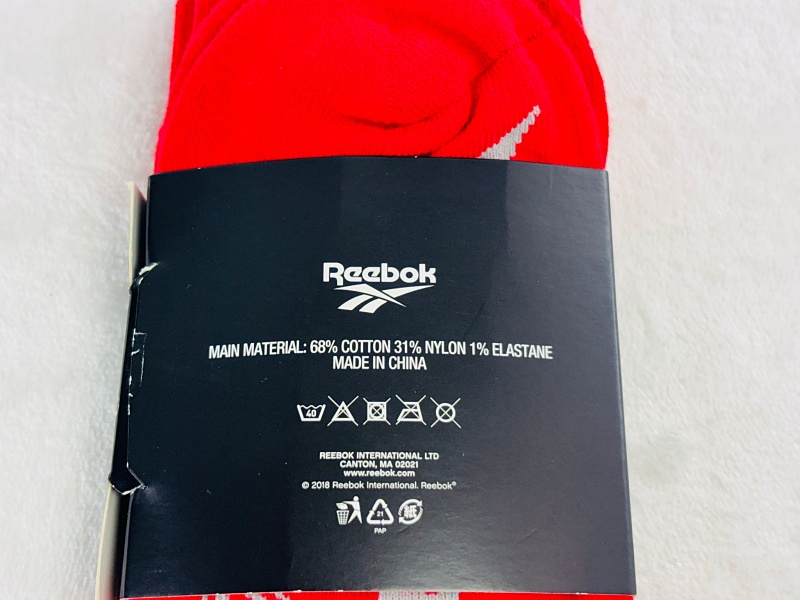 Reebok
MAIN MATERIAL: 68% COTTON 31% NYLON 1% ELASTANE
MADE IN CHINA
40
REEBOK INTERNATIONAL LTD
CANTON, MA 02021
www.reebok.com
© 2018 Reebok International. Reebok®
21
紙
PAP